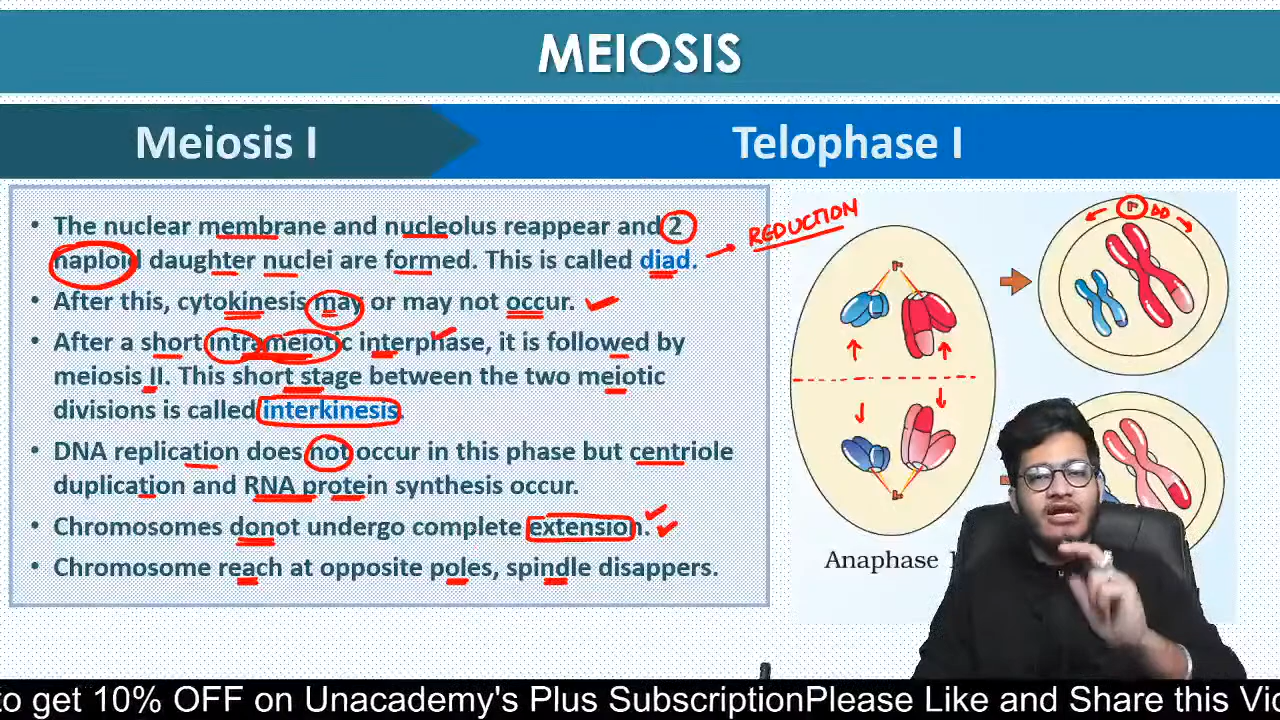 MEIOSIS
Meiosis I
Telophase I
• The nuclear membrane and nucleolus reappear and 2
haploid daughter nuclei are formed. This is called diad.
REDUCTION
• After this, cytokinesis may or may not occur.
• After a short intrameiotic interphase, it is followed by
meiosis II. This short stage between the two meiotic
divisions is called interkinesis.
• DNA replication does not occur in this phase but centriole
duplication and RNA protein synthesis occur.
• Chromosomes donot undergo complete extension.
• Chromosome reach at opposite poles, spindle disappers.
Anaphase
to get 10% OFF on Unacademy's Plus SubscriptionPlease Like and Share this Vid